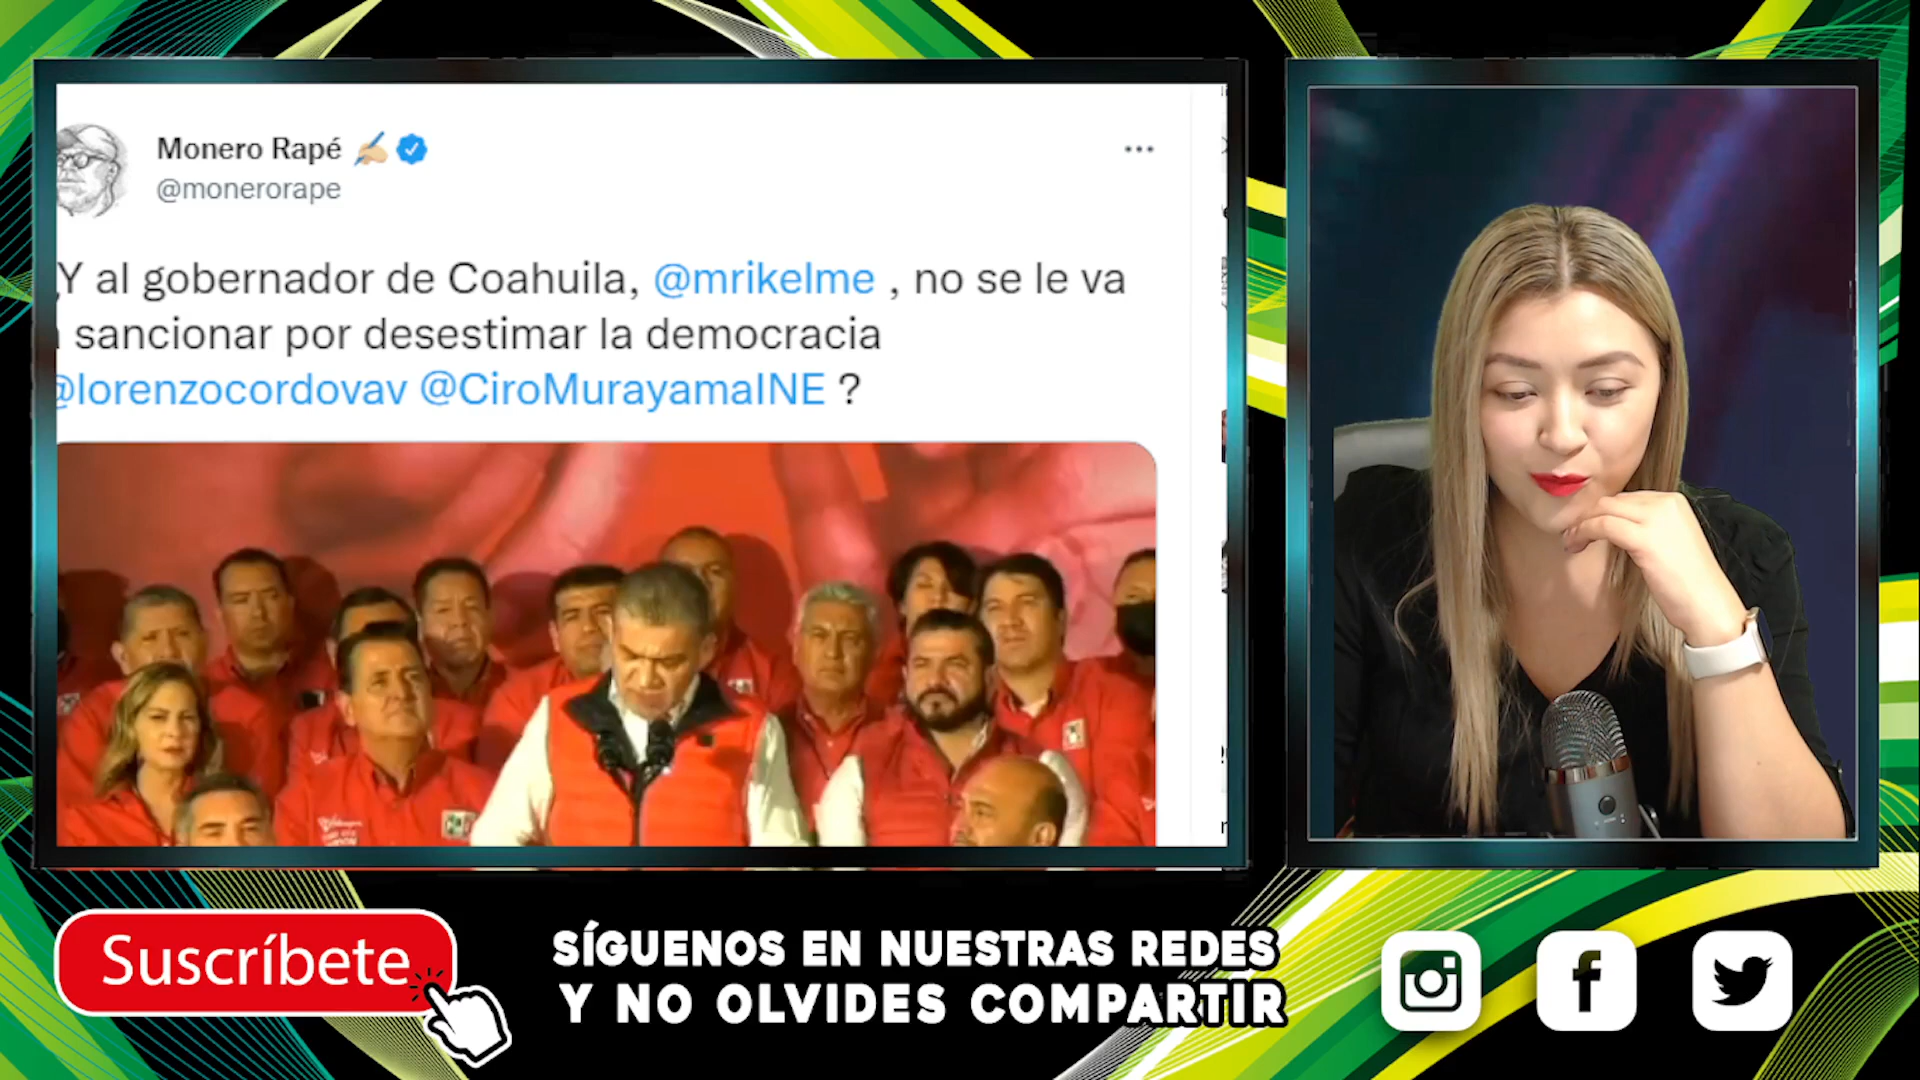 Monero Rapé
@monerorape
Y al gobernador de Coahuila, @mrikelme , no se le va
sancionar por desestimar la democracia
@lorenzocordovav @CiroMurayamaINE ?
Suscríbete
SÍGUENOS EN NUESTRAS REDES
Y NO OLVIDES COMPARTIR